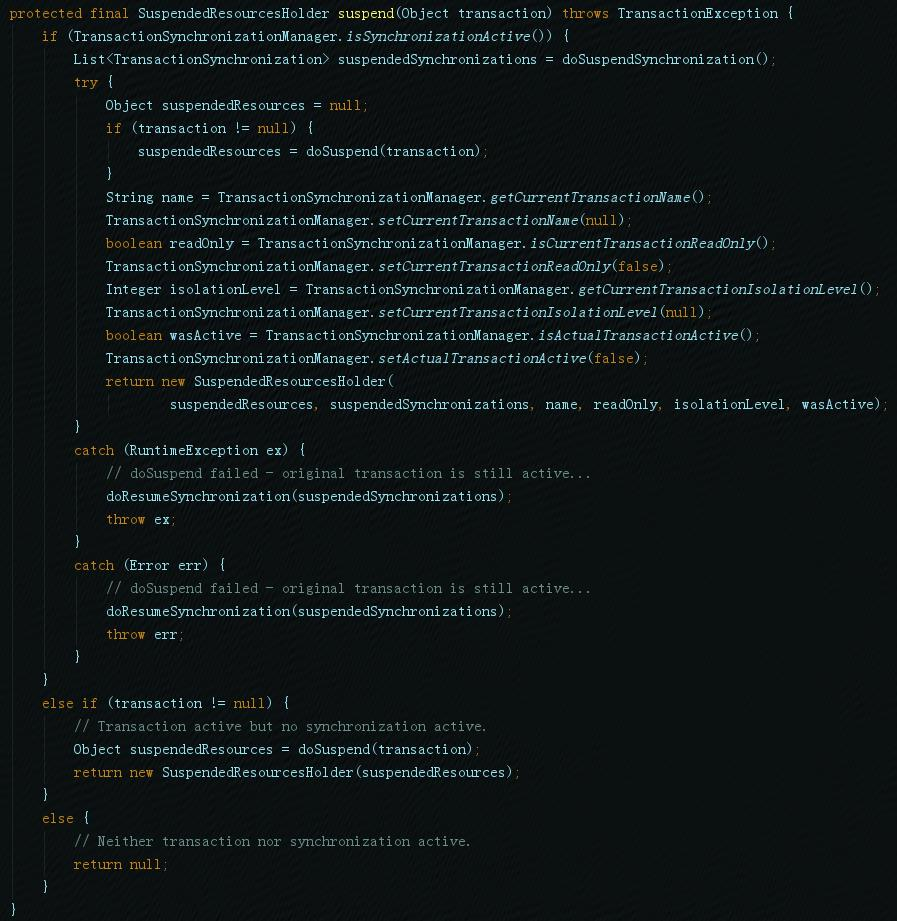 protected final SuspendedResourcesHolder suspend(Object transaction) throws TransactionException {
    if (TransactionSynchronizationManager.isSynchronizationActive()) {
        List<TransactionSynchronization> suspendedSynchronizations = doSuspendSynchronization();
        try {
            Object suspendedResources = null;
            if (transaction != null) {
                suspendedResources = doSuspend(transaction);
            }
            String name = TransactionSynchronizationManager.getCurrentTransactionName();
            TransactionSynchronizationManager.setCurrentTransactionName(null);
            boolean readOnly = TransactionSynchronizationManager.isCurrentTransactionReadOnly();
            TransactionSynchronizationManager.setCurrentTransactionReadOnly(false);
            Integer isolationLevel = TransactionSynchronizationManager.getCurrentTransactionIsolationLevel();
            TransactionSynchronizationManager.setCurrentTransactionIsolationLevel(null);
            boolean wasActive = TransactionSynchronizationManager.isActualTransactionActive();
            TransactionSynchronizationManager.setActualTransactionActive(false);
            return new SuspendedResourcesHolder(
                    suspendedResources, suspendedSynchronizations, name, readOnly, isolationLevel, wasActive);
        }
        catch (RuntimeException ex) {
            // doSuspend failed - original transaction is still active...
            doResumeSynchronization(suspendedSynchronizations);
            throw ex;
        }
        catch (Error err) {
            // doSuspend failed - original transaction is still active...
            doResumeSynchronization(suspendedSynchronizations);
            throw err;
        }
    }
    else if (transaction != null) {
        // Transaction active but no synchronization active.
        Object suspendedResources = doSuspend(transaction);
        return new SuspendedResourcesHolder(suspendedResources);
    }
    else {
        // Neither transaction nor synchronization active.
        return null;
    }
}